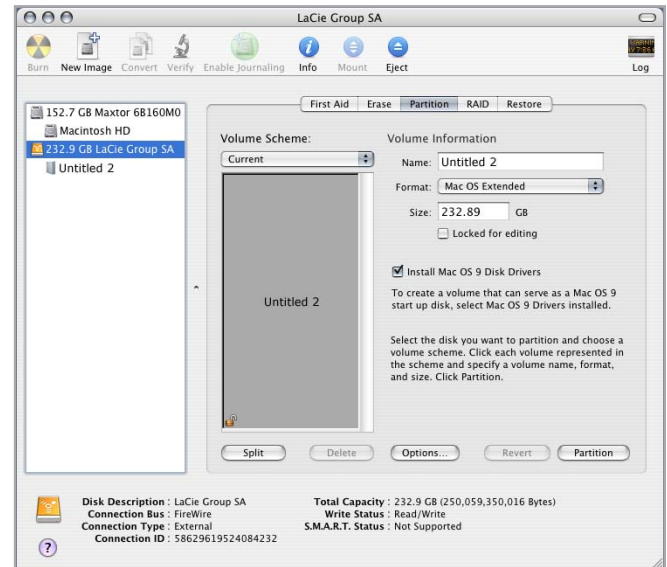 LaCie Group SA
Burn New Image Convert Verify Enable Journaling Info Mount Eject Log
152.7 GB Maxtor 6B160M0
Macintosh HD
232.9 GB LaCie Group SA
Untitled 2
First Aid Erase Partition RAID Restore
Volume Scheme:
Current
Untitled 2
Volume Information
Name: Untitled 2
Format: Mac OS Extended
Size: 232.89 GB
Locked for editing
Install Mac OS 9 Disk Drivers
To create a volume that can serve as a Mac OS 9
start up disk, select Mac OS 9 Drivers installed.
Select the disk you want to partition and choose a
volume scheme. Click each volume represented in
the scheme and specify a volume name, format,
and size. Click Partition.
Split Delete Options... Revert Partition
Disk Description : LaCie Group SA
Connection Bus : FireWire
Connection Type : External
Connection ID : 58629619524084232
Total Capacity : 232.9 GB (250,059,350,016 Bytes)
Write Status : Read/Write
S.M.A.R.T. Status : Not Supported
?